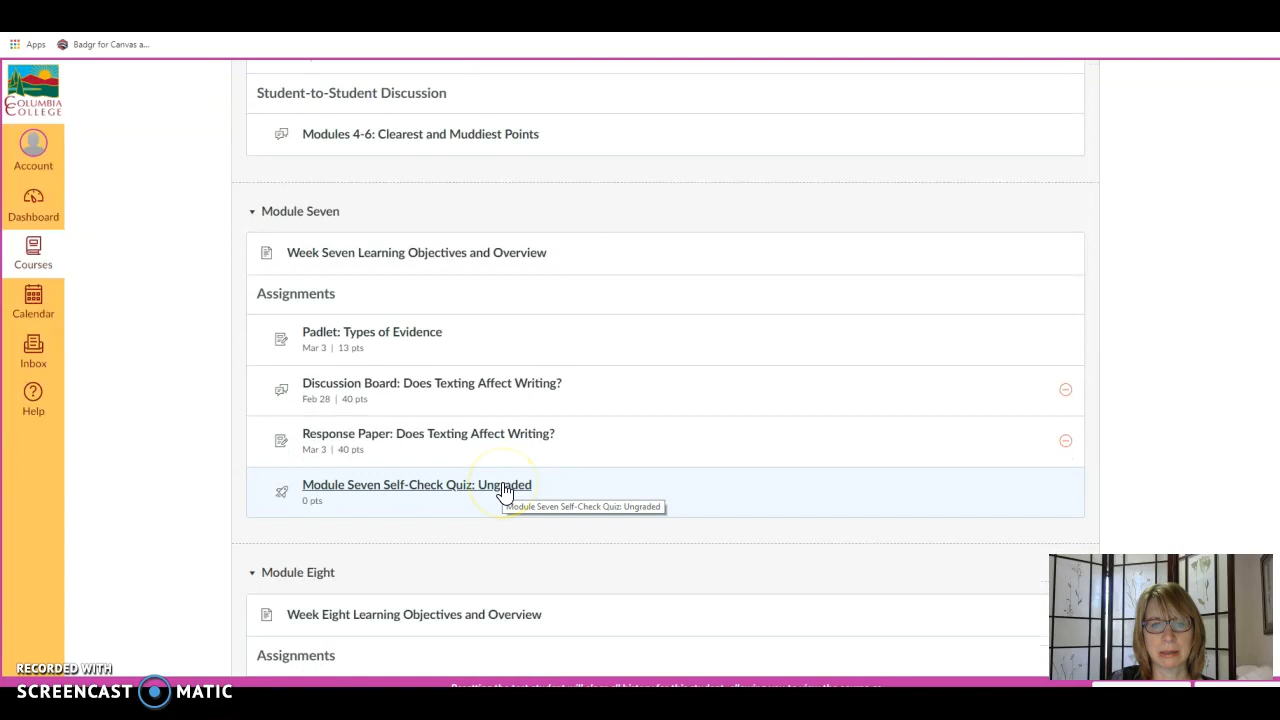 Apps
Badgr for Canvas a...
COLUMBIA
COLLEGE
Account
Dashboard
Courses
Calendar
Inbox
Help
Student-to-Student Discussion
Modules 4-6: Clearest and Muddiest Points
Module Seven
Week Seven Learning Objectives and Overview
Assignments
Padlet: Types of Evidence
Mar 3 | 13 pts
Discussion Board: Does Texting Affect Writing?
Feb 28 | 40 pts
Response Paper: Does Texting Affect Writing?
Mar 3 | 40 pts
Module Seven Self-Check Quiz: Ungraded
0 pts
Module Seven Self-Check Quiz: Ungraded
Module Eight
Week Eight Learning Objectives and Overview
Assignments
RECORDED WITH
SCREENCAST MATIC